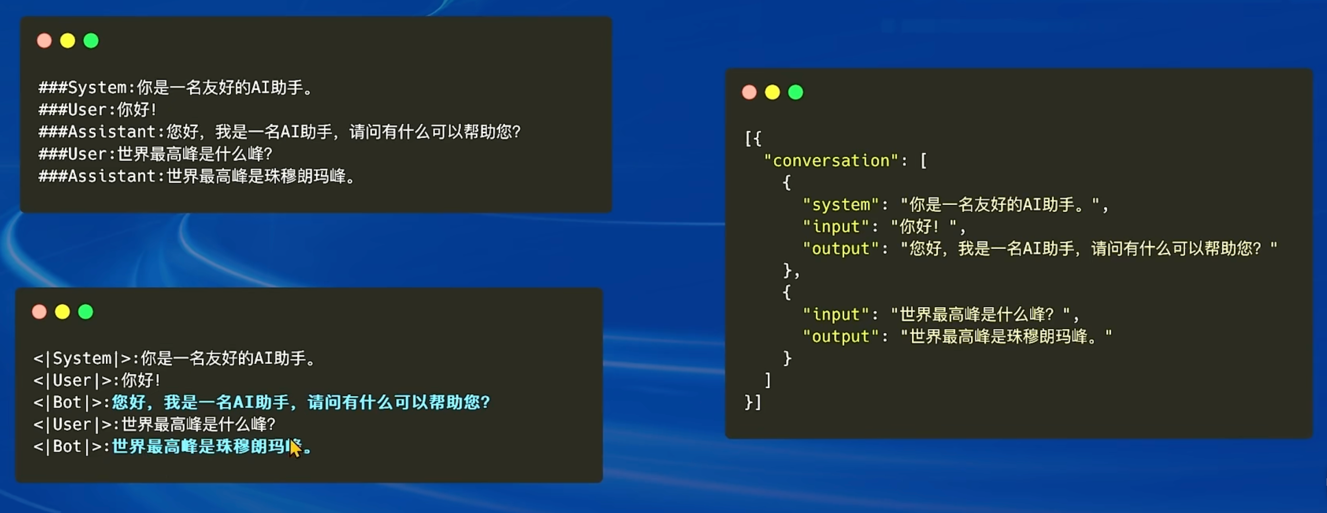 ###System:你是一名友好的AI助手。
###User:你好!
###Assistant:您好，我是一名AI助手，请问有什么可以帮助您?
###User:世界最高峰是什么峰?
###Assistant:世界最高峰是珠穆朗玛峰。
<|System|>:你是一名友好的AI助手。
<|User|>:你好!
<|Bot|>:您好，我是一名AI助手，请问有什么可以帮助您?
<|User|>:世界最高峰是什么峰?
<|Bot|>:世界最高峰是珠穆朗玛峰。
[{
"conversation": [
{
"system": "你是一名友好的AI助手。",
"input": "你好! ",
"output": "您好，我是一名AI助手，请问有什么可以帮助您? "
},
{
"input": "世界最高峰是什么峰? ",
"output": "世界最高峰是珠穆朗玛峰。"
}
]
}]